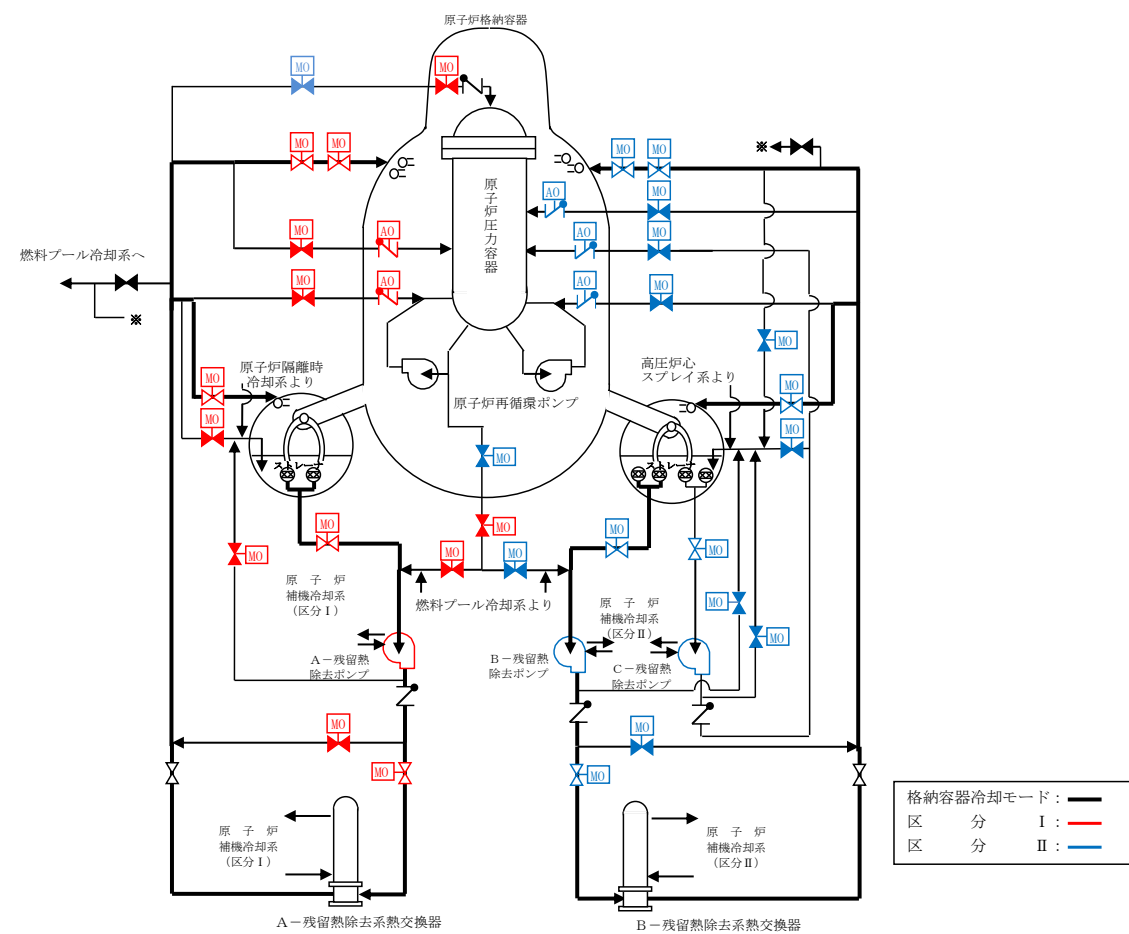 原子炉格納容器
MO
MO
MO
MO
MO
MO
※
原子炉圧力容器
AO
MO
MO
AO
AO
MO
燃料プール冷却系へ
MO
AO
AO
MO
※
MO
原子炉隔離時
冷却系より
高圧炉心
スプレイ系より
MO
MO
原子炉再循環ポンプ
MO
MO
MO
ストレーナ
ストレーナ
MO
MO
MO
MO
MO
MO
MO
MO
原 子 炉
補機冷却系
(区分Ⅰ)
燃料プール冷却系より
原 子 炉
補機冷却系
(区分Ⅱ)
MO
MO
A-残留熱
除去ポンプ
B-残留熱
除去ポンプ
C-残留熱
除去ポンプ
MO
MO
MO
MO
原 子 炉
補機冷却系
(区分Ⅰ)
原 子 炉
補機冷却系
(区分Ⅱ)
A-残留熱除去系熱交換器
B-残留熱除去系熱交換器
格納容器冷却モード:
区 分 Ⅰ:
区 分 Ⅱ: